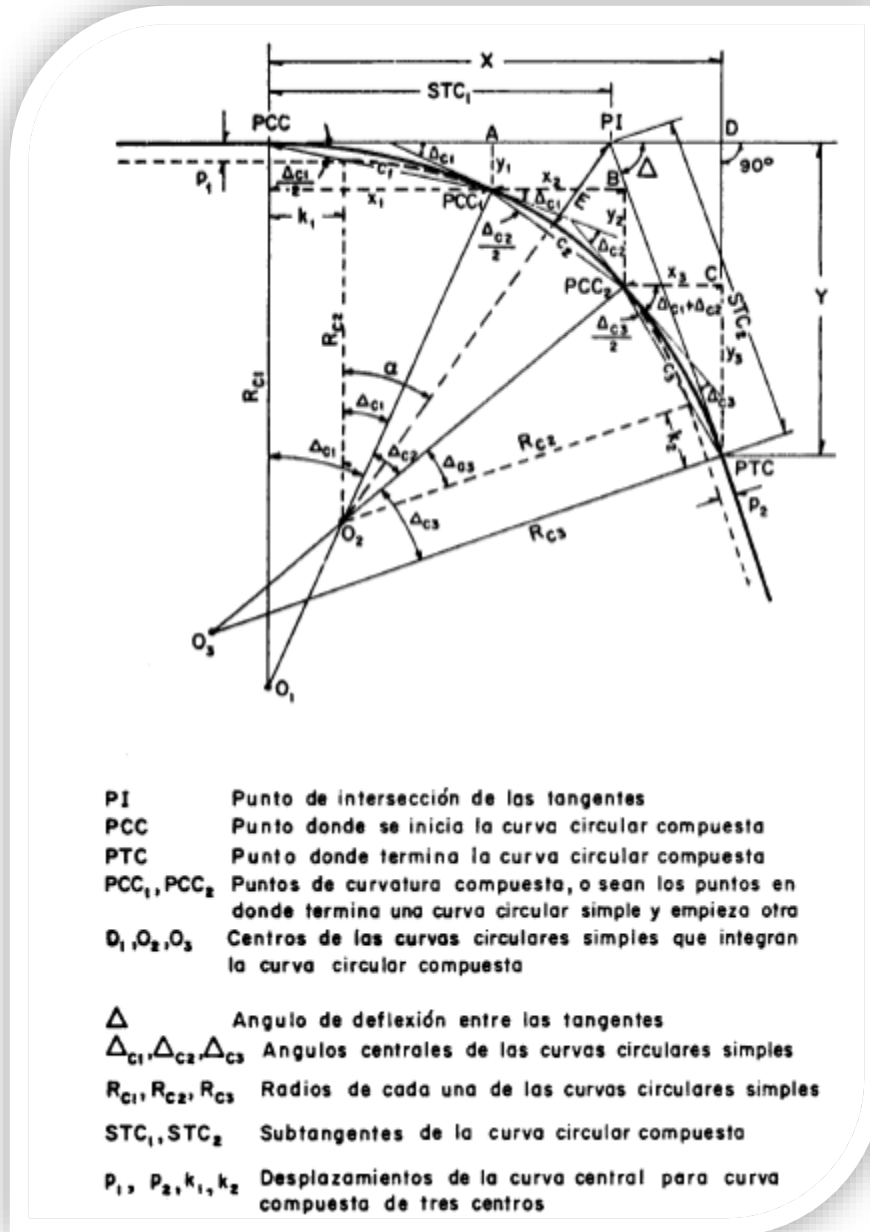 X
STC₁
PCC
A
PI
D
p₁
ΔC1/2
ΔC1
C₁
x₁
y₁
x₂
B
Δ
90°
k₁
PCC₁
ΔC1
E
y₂
ΔC2/2
C₂
ΔC2
PCC₂
x₃
C
STC₂
Y
ΔC1+ΔC2
ΔC3/2
C₃
y₃
RC1
RC2
α
ΔC1
ΔC1
ΔC2
ΔC3
RC2
k₂
ΔC3
PTC
p₂
O₂
ΔC3
RC3
O₃
O₁
PI Punto de intersección de las tangentes
PCC Punto donde se inicia la curva circular compuesta
PTC Punto donde termina la curva circular compuesta
PCC₁, PCC₂ Puntos de curvatura compuesta, o sean los puntos en
donde termina una curva circular simple y empieza otra
O₁, O₂, O₃ Centros de las curvas circulares simples que integran
la curva circular compuesta
Δ Angulo de deflexión entre las tangentes
ΔC1, ΔC2, ΔC3 Angulos centrales de las curvas circulares simples
RC1, RC2, RC3 Radios de cada una de las curvas circulares simples
STC₁, STC₂ Subtangentes de la curva circular compuesta
p₁, p₂, k₁, k₂ Desplazamientos de la curva central para curva
compuesta de tres centros